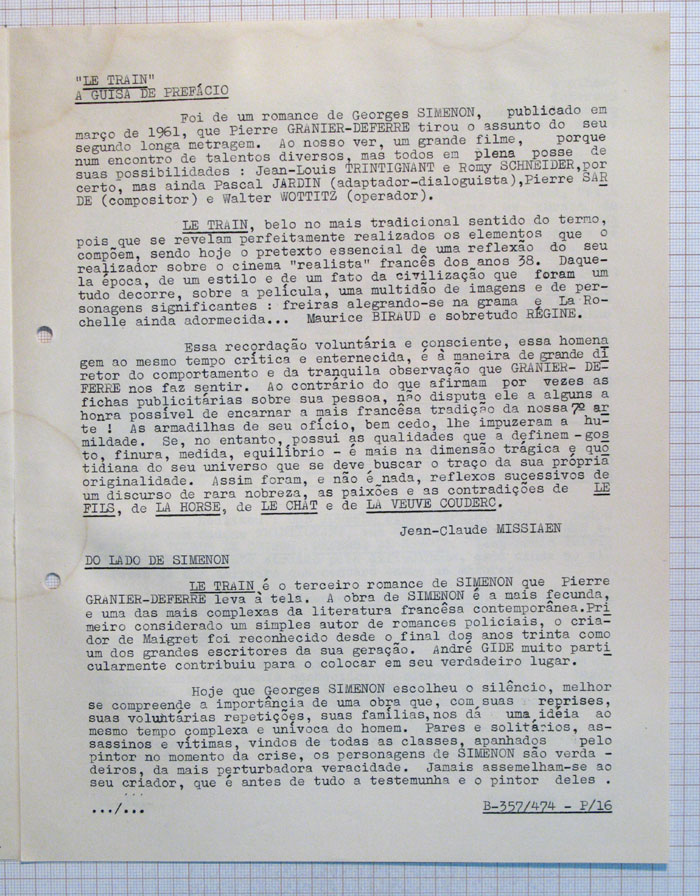 "LE TRAIN"
A GUISA DE PREFÁCIO
Foi de um romance de Georges SIMENON, publicado em
março de 1961, que Pierre GRANIER-DEFERRE tirou o assunto do seu
segundo longa metragem. Ao nosso ver, um grande filme, porque
num encontro de talentos diversos, mas todos em plena posse de
suas possibilidades : Jean-Louis TRINTIGNANT e Romy SCHNEIDER,por
certo, mas ainda Pascal JARDIN (adaptador-dialoguista),Pierre SAR
DE (compositor) e Walter WOTTITZ (operador).
LE TRAIN, belo no mais tradicional sentido do termo,
pois que se revelam perfeitamente realizados os elementos que o
compõem, sendo hoje o pretexto essencial de uma reflexão do seu
realizador sobre o cinema "realista" francês dos anos 38. Daque-
la época, de um estilo e de um fato da civilização que foram um
tudo decorre, sobre a película, uma multidão de imagens e de per-
sonagens significantes : freiras alegrando-se na grama e La Ro-
chelle ainda adormecida... Maurice BIRAUD e sobretudo RÉGINE.
Essa recordação voluntária e consciente, essa homena
gem ao mesmo tempo crítica e enternecida, é à maneira de grande di
retor do comportamento e da tranquila observação que GRANIER- DE-
FERRE nos faz sentir. Ao contrário do que afirmam por vezes as
fichas publicitárias sobre sua pessoa, não disputa ele a alguns a
honra possível de encarnar a mais francêsa tradição da nossa 7º ar
te ! As armadilhas de seu ofício, bem cedo, lhe impuzeram a hu-
mildade. Se, no entanto, possui as qualidades que a definem -gos
to, finura, medida, equilíbrio - é mais na dimensão trágica e quo
tidiana do seu universo que se deve buscar o traço da sua própria
originalidade. Assim foram, e não é nada, reflexos sucessivos de
um discurso de rara nobreza, as paixões e as contradições de LE
FILS, de LA HORSE, de LE CHAT e de LA VEUVE COUDERC.
Jean-Claude MISSIAEN
DO LADO DE SIMENON
LE TRAIN é o terceiro romance de SIMENON que Pierre
GRANIER-DEFERRE leva à tela. A obra de SIMENON é a mais fecunda,
e uma das mais complexas da literatura francêsa contemporânea.Pri
meiro considerado um simples autor de romances policiais, o cria-
dor de Maigret foi reconhecido desde o final dos anos trinta como
um dos grandes escritores da sua geração. André GIDE muito parti
cularmente contribuiu para o colocar em seu verdadeiro lugar.
Hoje que Georges SIMENON escolheu o silêncio, melhor
se compreende a importância de uma obra que, com suas reprises,
suas voluntárias repetições, suas famílias,nos dá uma idéia ao
mesmo tempo complexa e unívoca do homem. Pares e solitários, as-
sassinos e vítimas, vindos de todas as classes, apanhados pelo
pintor no momento da crise, os personagens de SIMENON são verda -
deiros, da mais perturbadora veracidade. Jamais assemelham-se ao
seu criador, que é antes de tudo a testemunha e o pintor deles .
.../...
B-357/474 - P/16